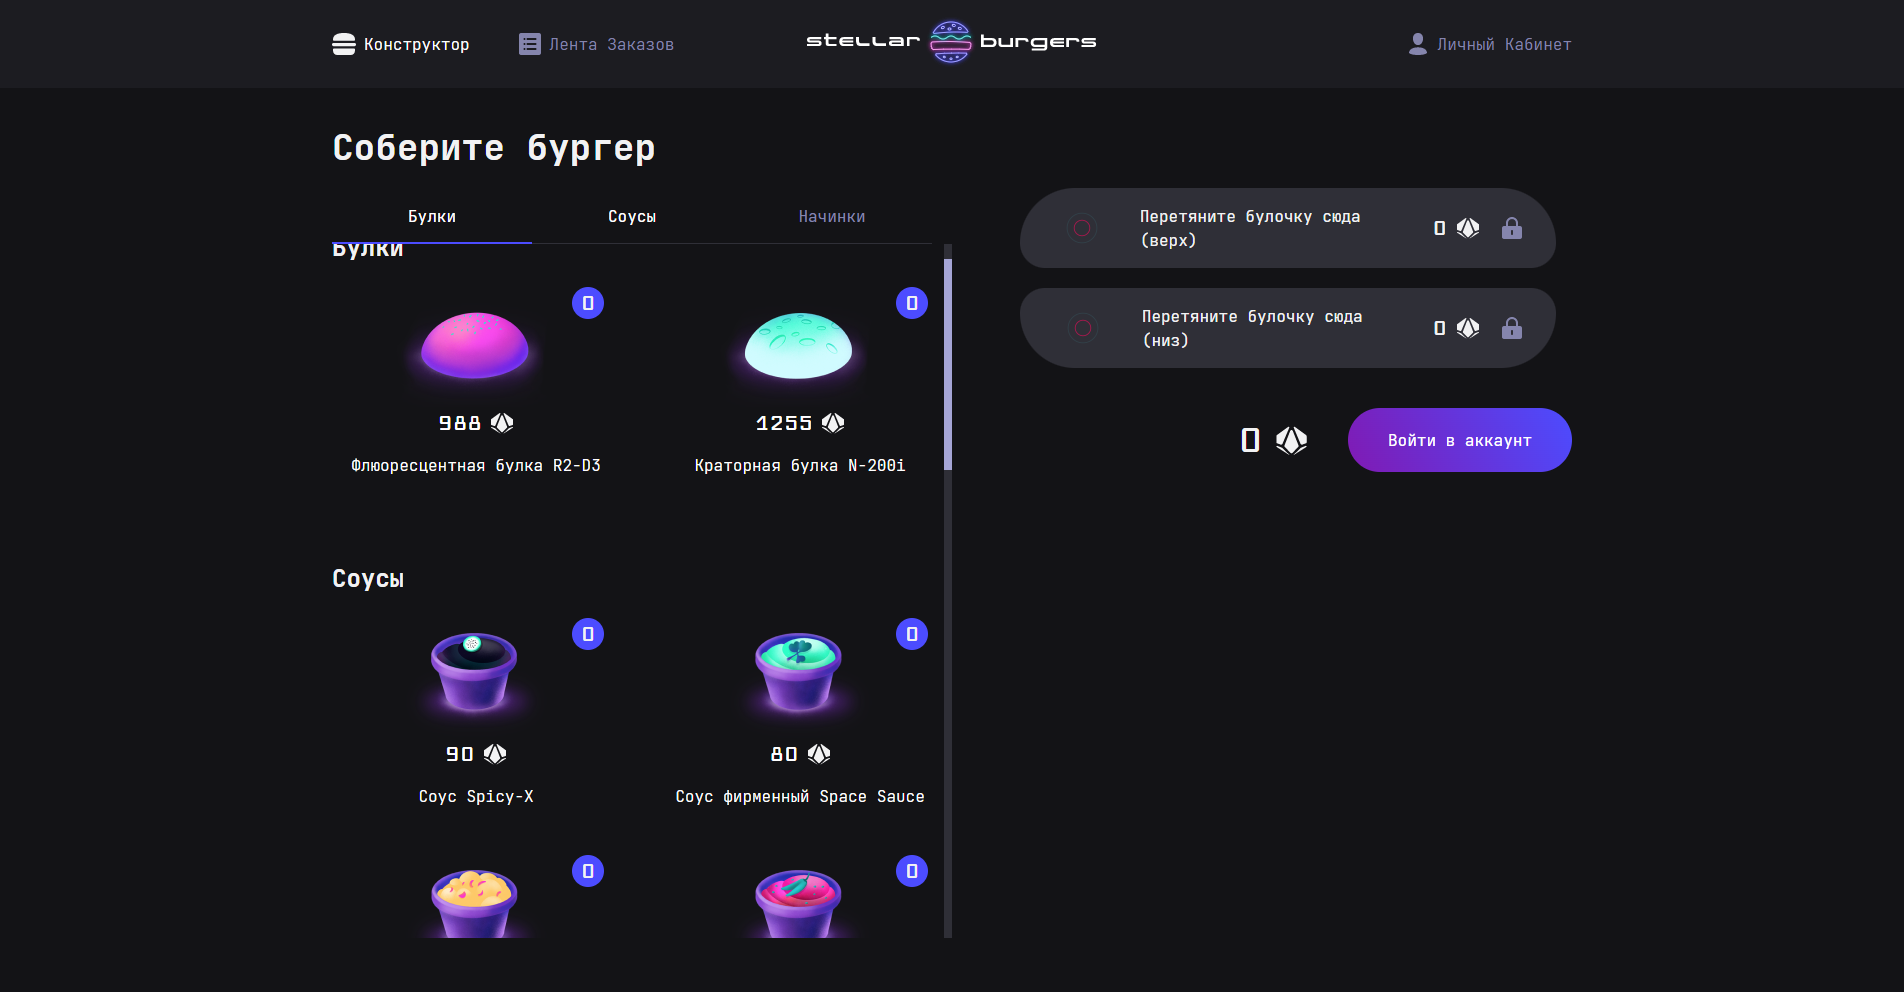 Конструктор
Лента Заказов
stellar burgers
Личный Кабинет
Соберите бургер
Булки
Соусы
Начинки
Булки
0
0
988
1255
Флюоресцентная булка R2-D3
Краторная булка N-200i
Соусы
0
0
90
80
Соус Spicy-X
Соус фирменный Space Sauce
0
0
Перетяните булочку сюда
(верх)
0
Перетяните булочку сюда
(низ)
0
0
Войти в аккаунт